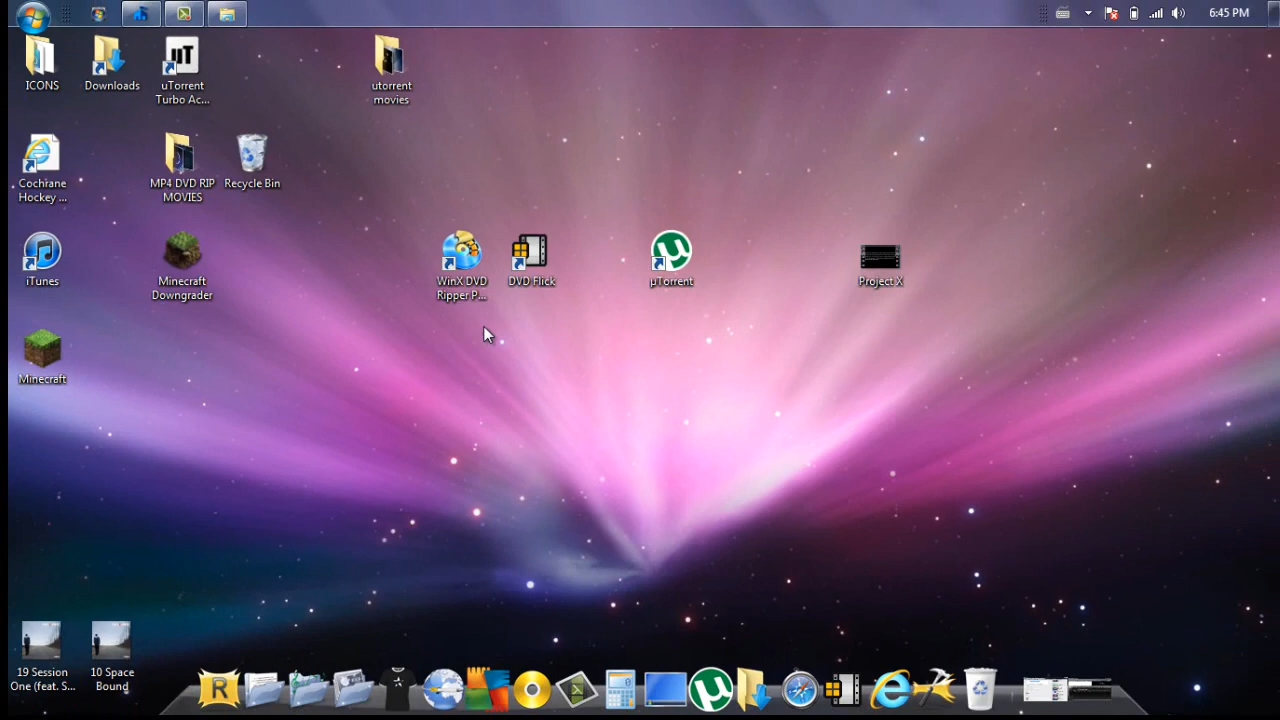 6:45 PM
ICONS
Downloads
uTorrent
Turbo Ac...
utorrent
movies
Cochrane
Hockey ...
MP4 DVD RIP
MOVIES
Recycle Bin
iTunes
Minecraft
Downgrader
WinX DVD
Ripper P...
DVD Flick
µTorrent
Project X
Minecraft
19 Session
One (feat. S...
10 Space
Bound
R